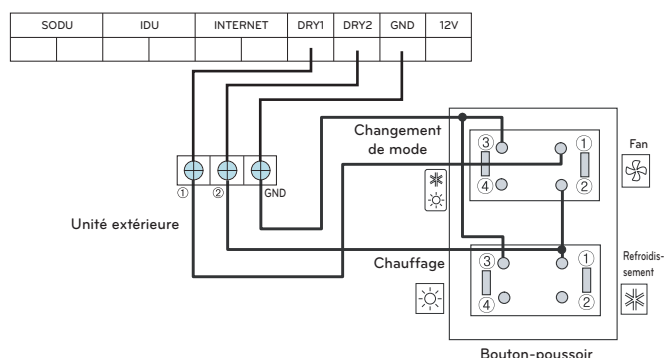 SODU IDU INTERNET DRY1 DRY2 GND 12V
Changement
de mode
③ ① Fan
④ ②
① ② GND
Unité extérieure
Chauffage
③ ① Refroidis-
sement
④ ②
Bouton-poussoir